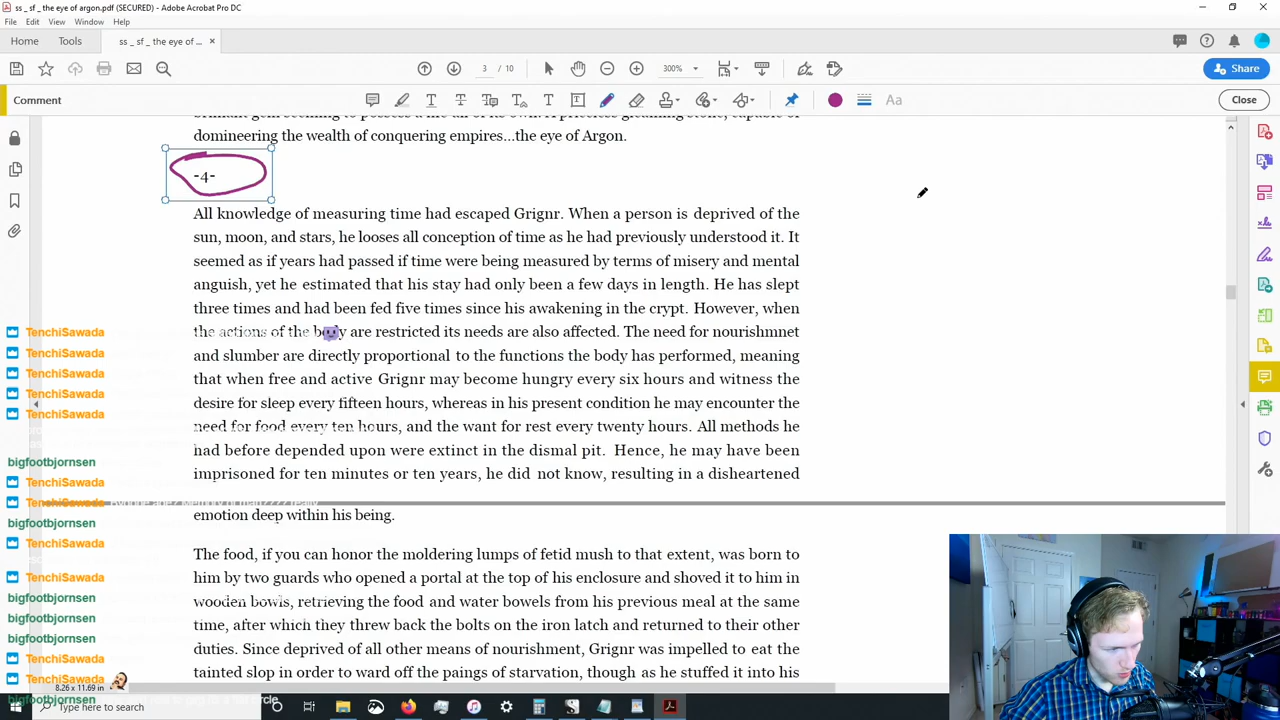 ss _ sf _ the eye of argon.pdf (SECURED) - Adobe Acrobat Pro DC
File Edit View Window Help
Home Tools ss _ sf _ the eye of ... ×
3 / 10 300%
Share
Comment
Aa
Close
domineering the wealth of conquering empires...the eye of Argon.
-4-
All knowledge of measuring time had escaped Grignr. When a person is deprived of the
sun, moon, and stars, he looses all conception of time as he had previously understood it. It
seemed as if years had passed if time were being measured by terms of misery and mental
anguish, yet he estimated that his stay had only been a few days in length. He has slept
three times and had been fed five times since his awakening in the crypt. However, when
the actions of the body are restricted its needs are also affected. The need for nourishmnt
and slumber are directly proportional to the functions the body has performed, meaning
that when free and active Grignr may become hungry every six hours and witness the
desire for sleep every fifteen hours, whereas in his present condition he may encounter the
need for food every ten hours, and the want for rest every twenty hours. All methods he
had before depended upon were extinct in the dismal pit. Hence, he may have been
imprisoned for ten minutes or ten years, he did not know, resulting in a disheartened
emotion deep within his being.
The food, if you can honor the moldering lumps of fetid mush to that extent, was born to
him by two guards who opened a portal at the top of his enclosure and shoved it to him in
wooden bowls, retrieving the food and water bowels from his previous meal at the same
time, after which they threw back the bolts on the iron latch and returned to their other
duties. Since deprived of all other means of nourishment, Grignr was impelled to eat the
tainted slop in order to ward off the paings of starvation, though as he stuffed it into his
TenchiSawada
TenchiSawada
TenchiSawada
TenchiSawada
TenchiSawada
bigfootbjornsen
TenchiSawada
TenchiSawada
bigfootbjornsen
TenchiSawada
TenchiSawada
bigfootbjornsen
bigfootbjornsen
bigfootbjornsen
TenchiSawada
TenchiSawada
bigfootbjornsen
8.26 x 11.69 in
Type here to search